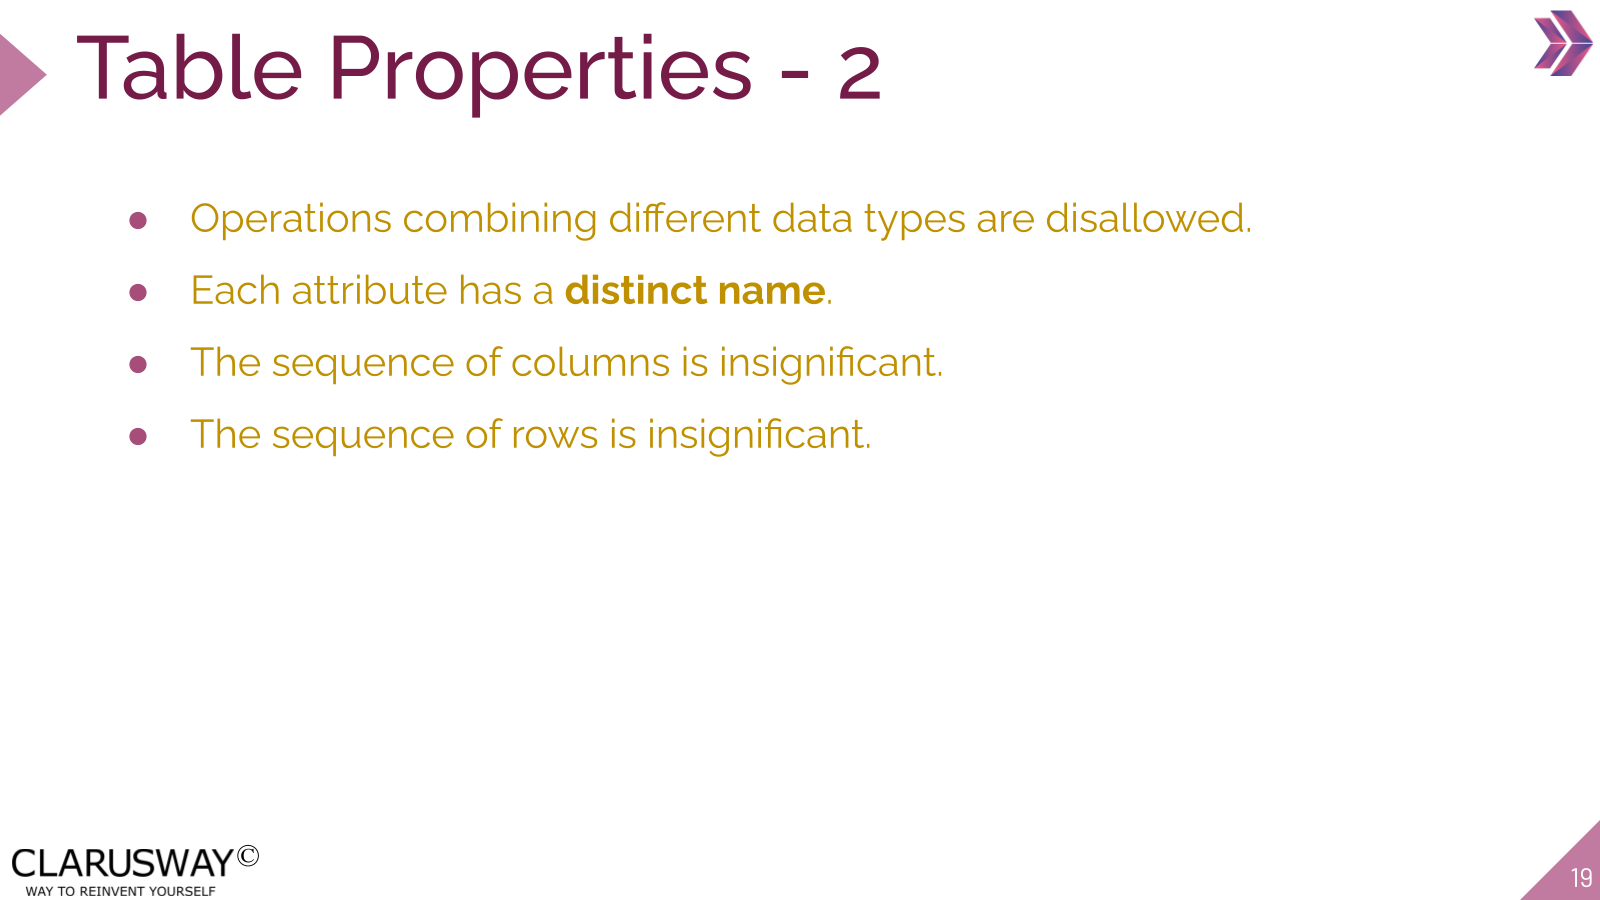 Table Properties - 2
● Operations combining different data types are disallowed.
● Each attribute has a distinct name.
● The sequence of columns is insignificant.
● The sequence of rows is insignificant.
CLARUSWAY©
WAY TO REINVENT YOURSELF
19